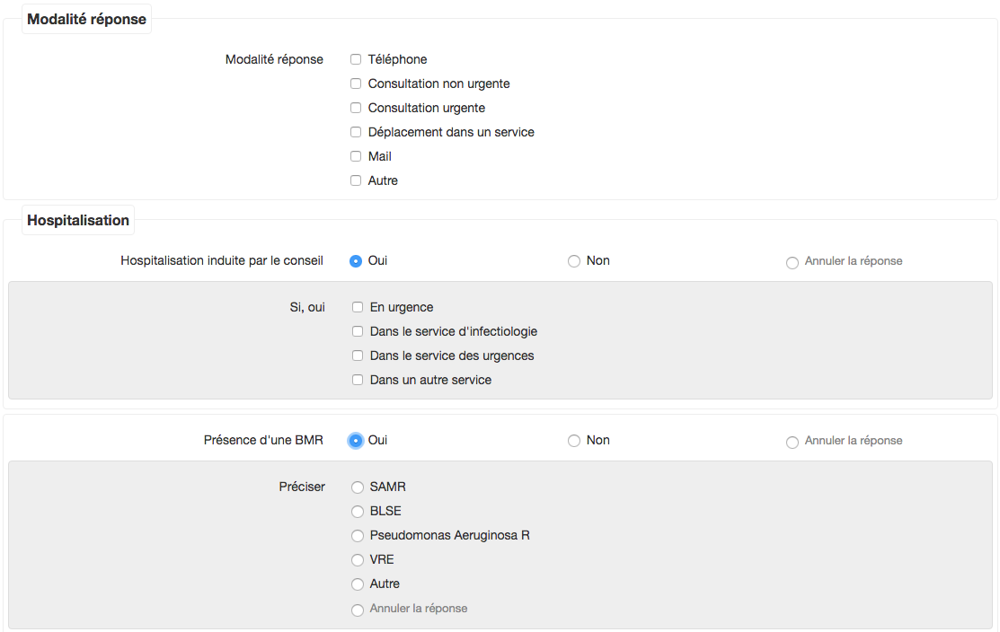 Modalité réponse
Modalité réponse Téléphone
Consultation non urgente
Consultation urgente
Déplacement dans un service
Mail
Autre
Hospitalisation
Hospitalisation induite par le conseil Oui Non Annuler la réponse
Si, oui En urgence
Dans le service d'infectiologie
Dans le service des urgences
Dans un autre service
Présence d'une BMR Oui Non Annuler la réponse
Préciser SAMR
BLSE
Pseudomonas Aeruginosa R
VRE
Autre
Annuler la réponse